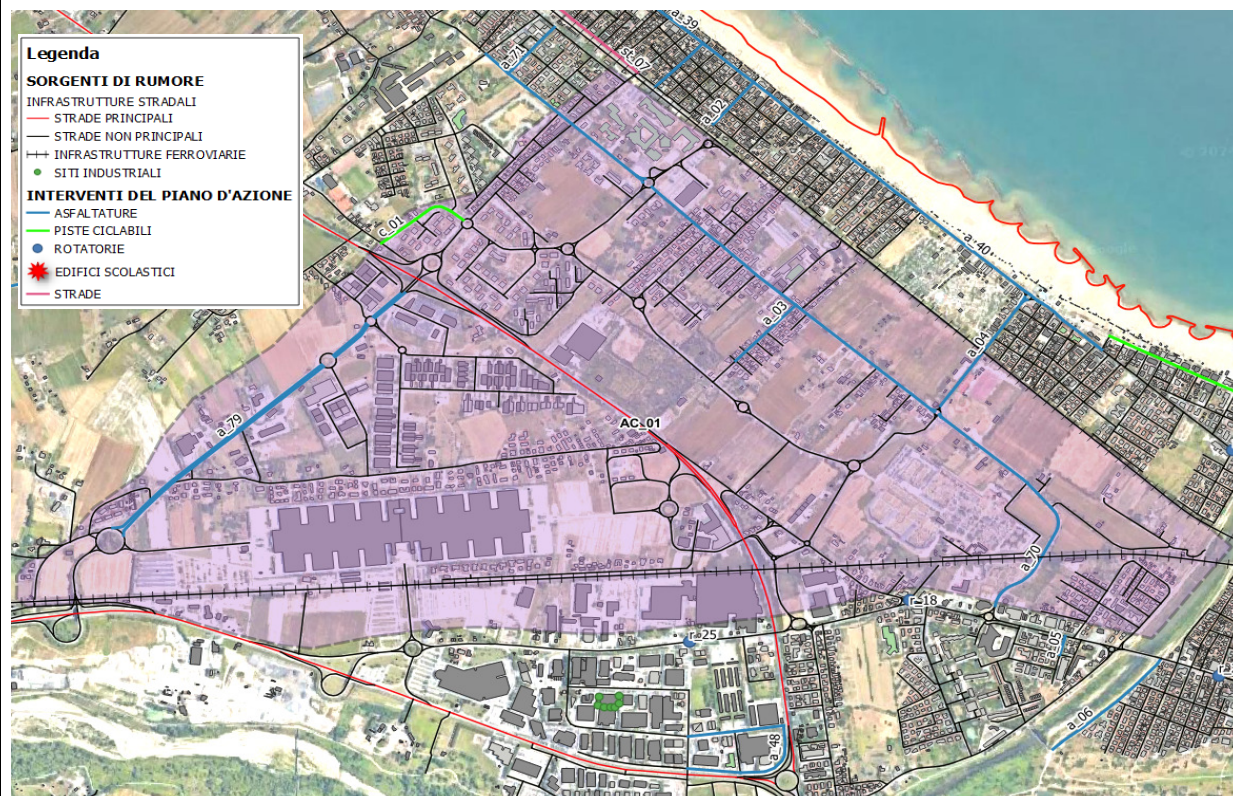 Legenda
SORGENTI DI RUMORE
INFRASTRUTTURE STRADALI
STRADE PRINCIPALI
STRADE NON PRINCIPALI
INFRASTRUTTURE FERROVIARIE
SITI INDUSTRIALI
INTERVENTI DEL PIANO D'AZIONE
ASFALTATURE
PISTE CICLABILI
ROTATORIE
EDIFICI SCOLASTICI
STRADE
a_39
a_71
st_07
a_02
c_01
a_40
a_03
a_04
a_79
AC_01
a_70
r_18
r_25
a_05
a_06
a_48